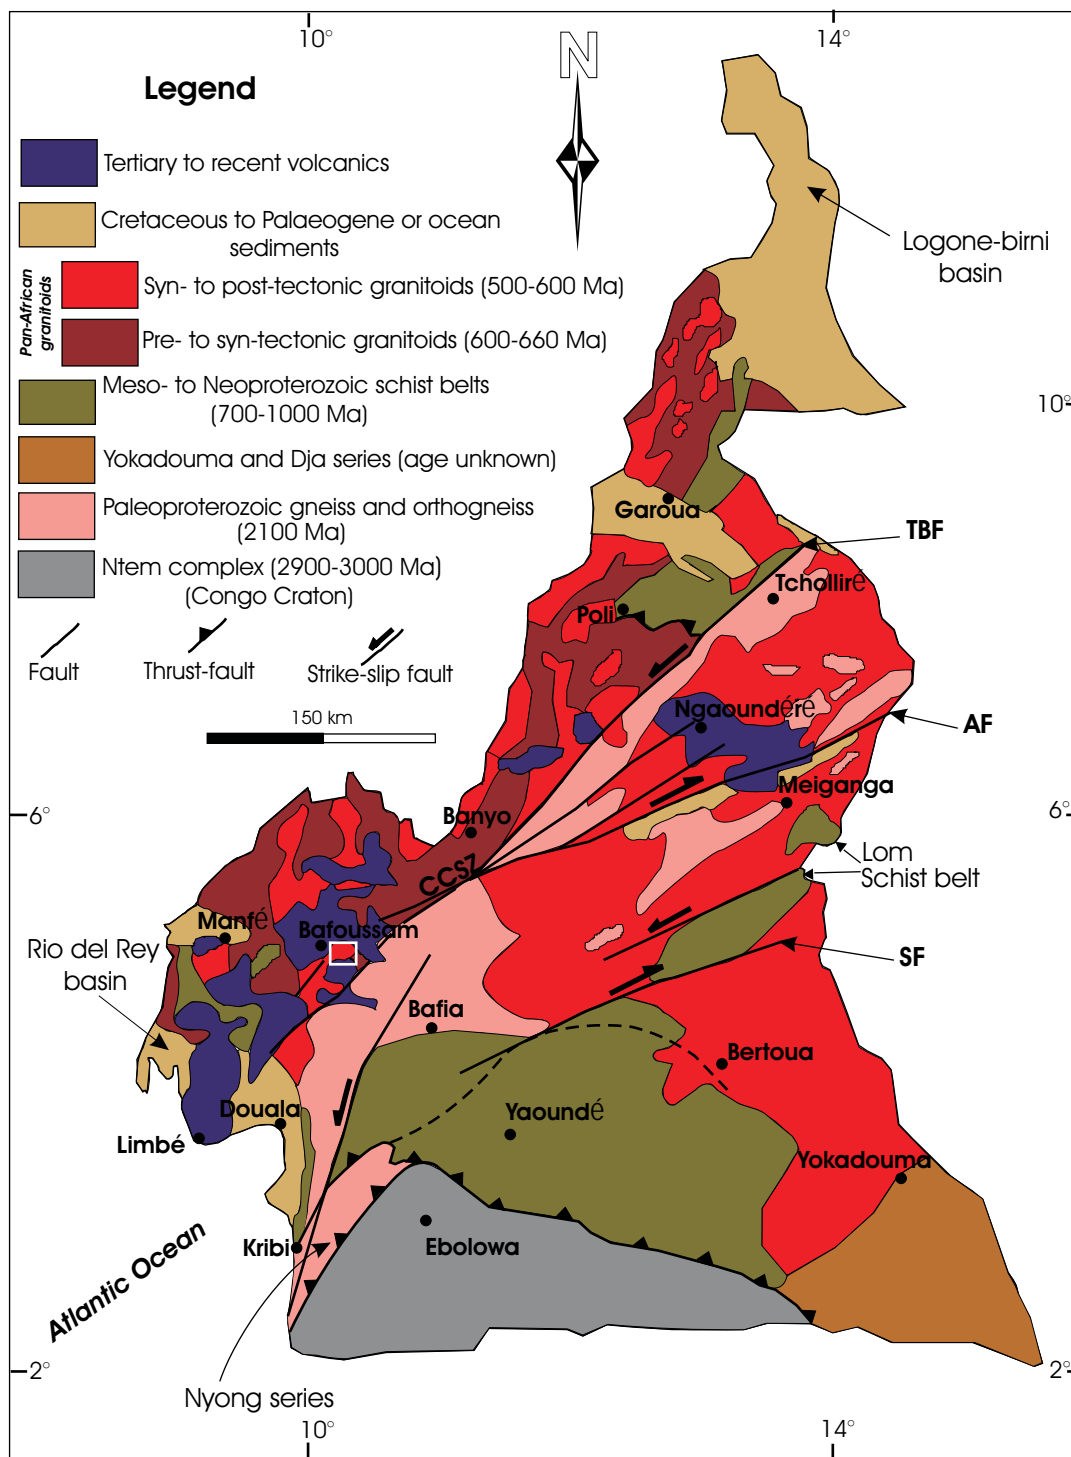 10°
14°
N
Legend
Tertiary to recent volcanics
Cretaceous to Palaeogene or ocean
sediments
Pan-African
granitoids
Syn- to post-tectonic granitoids (500-600 Ma)
Pre- to syn-tectonic granitoids (600-660 Ma)
Meso- to Neoproterozoic schist belts
(700-1000 Ma)
Yokadouma and Dja series (age unknown)
Paleoproterozoic gneiss and orthogneiss
(2100 Ma)
Ntem complex (2900-3000 Ma)
(Congo Craton)
Fault
Thrust-fault
Strike-slip fault
150 km
Logone-birni
basin
10°
Garoua
TBF
Tcholliré
Poli
Ngaoundéré
AF
Meiganga
6°
Banyo
6°
Lom
Schist belt
CCSZ
Manfé
Bafoussam
Rio del Rey
basin
SF
Bafia
Bertoua
Douala
Yaoundé
Limbé
Yokadouma
Kribi
Ebolowa
Atlantic Ocean
2°
2°
Nyong series
10°
14°